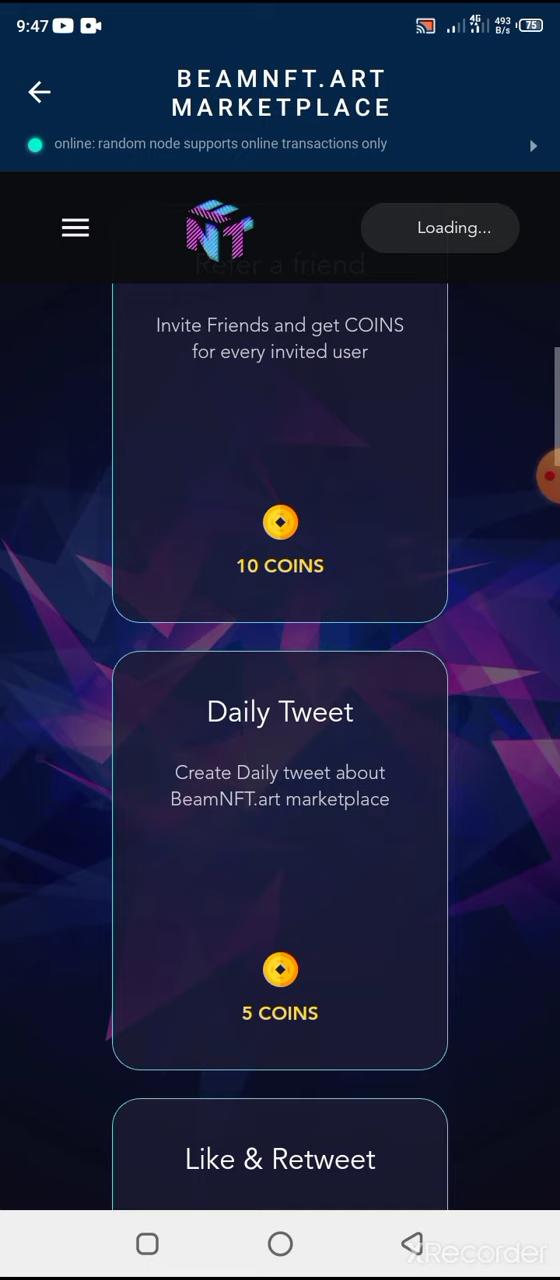 9:47
4G
493
B/s
75
BEAMNFT.ART
MARKETPLACE
online: random node supports online transactions only
NFT
Loading...
Refer a friend
Invite Friends and get COINS
for every invited user
10 COINS
Daily Tweet
Create Daily tweet about
BeamNFT.art marketplace
5 COINS
Like & Retweet
XRecorder